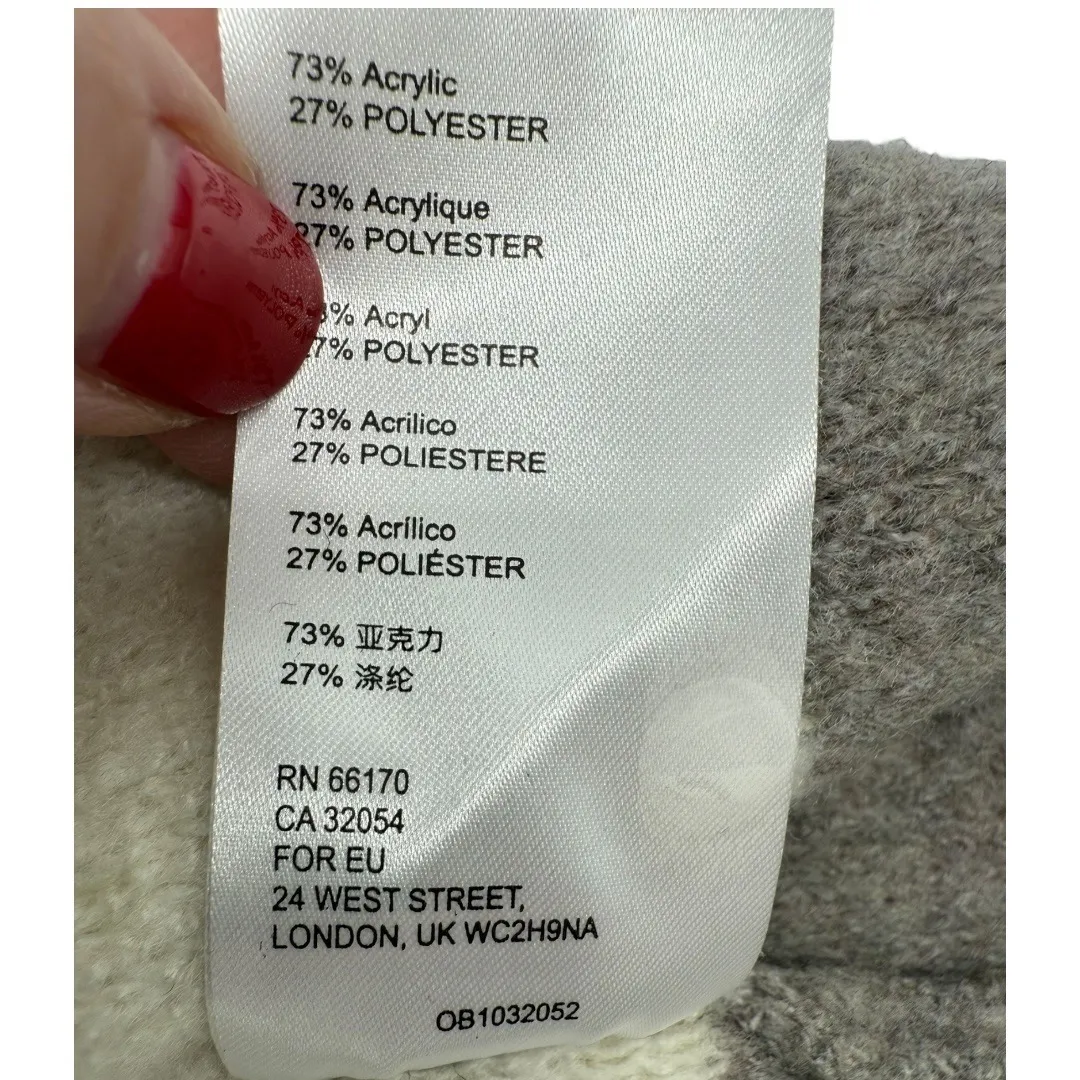 73% Acrylic
27% POLYESTER
73% Acrylique
27% POLYESTER
Acryl
27% POLYESTER
73% Acrilico
27% POLIESTERE
73% Acrílico
27% POLIÉSTER
73% 亚克力
27% 涤纶
RN 66170
CA 32054
FOR EU
24 WEST STREET,
LONDON, UK WC2H9NA
OB1032052